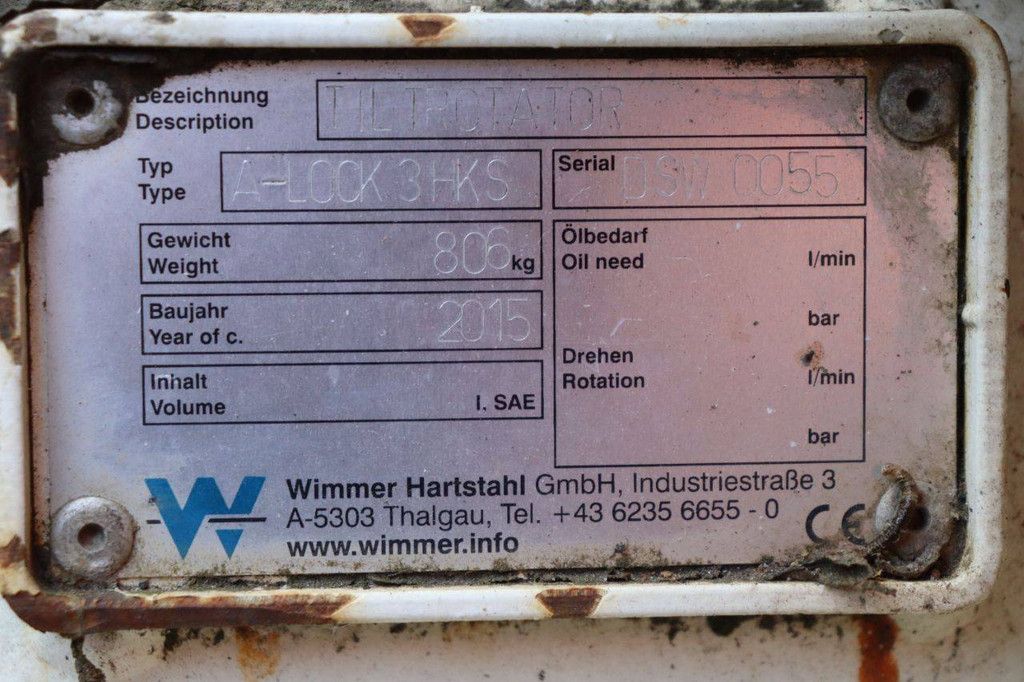 Bezeichnung
Description
TILTROTATOR
Typ
Type
A-LOCK 3 HKS
Serial
DSW 0055
Gewicht
Weight
806 kg
Ölbedarf
Oil need
l/min
bar
Baujahr
Year of c.
2015
Drehen
Rotation
l/min
bar
Inhalt
Volume
l. SAE
W
Wimmer Hartstahl GmbH, Industriestraße 3
A-5303 Thalgau, Tel. +43 6235 6655 - 0
www.wimmer.info
CE